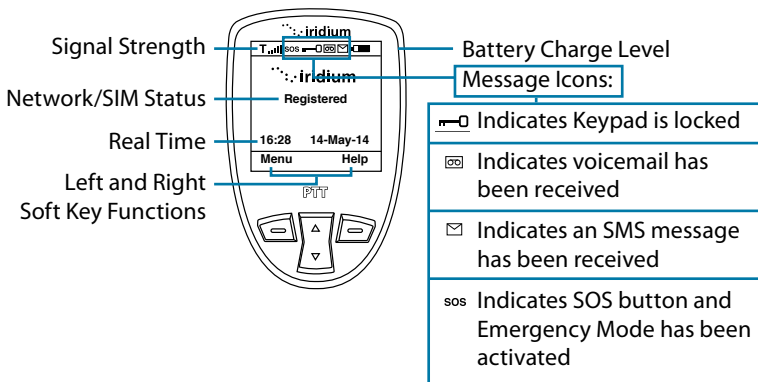 iridium
Signal Strength
T SOS
Battery Charge Level
iridium
Message Icons:
Network/SIM Status
Registered
Indicates Keypad is locked
Real Time
16:28 14-May-14
Menu Help
Indicates voicemail has
been received
Left and Right
Soft Key Functions
PTT
Indicates an SMS message
has been received
SOS Indicates SOS button and
Emergency Mode has been
activated